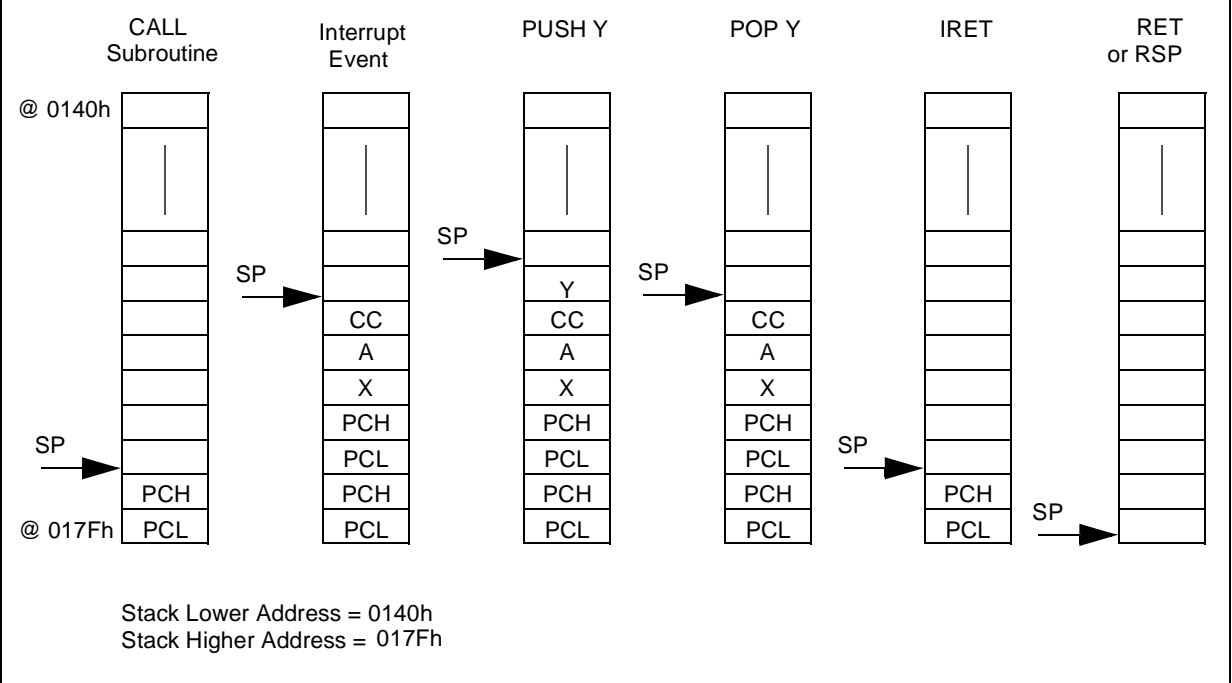 CALL
Subroutine
Interrupt
Event
PUSH Y
POP Y
IRET
RET
or RSP
@ 0140h
SP
SP
SP
Y
CC
CC
CC
A
A
A
X
X
X
PCH
PCH
PCH
SP
SP
PCL
PCL
PCL
PCH
PCH
PCH
PCH
PCH
SP
@ 017Fh
PCL
PCL
PCL
PCL
PCL
Stack Lower Address = 0140h
Stack Higher Address = 017Fh